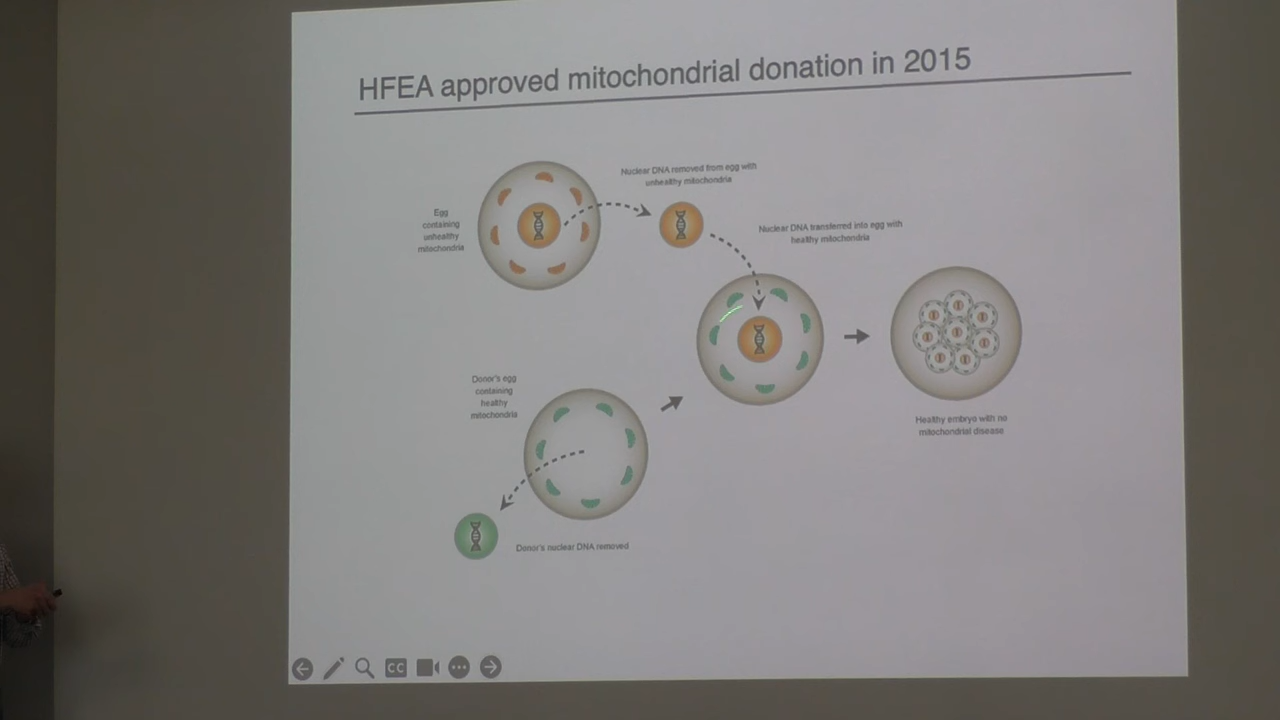 HFEA approved mitochondrial donation in 2015
Nuclear DNA removed from egg with
unhealthy mitochondria
Egg
containing
unhealthy
mitochondria
Nuclear DNA transferred into egg with
healthy mitochondria
Donor's egg
containing
healthy
mitochondria
Healthy embryo with no
mitochondrial disease
Donor's nuclear DNA removed
CC